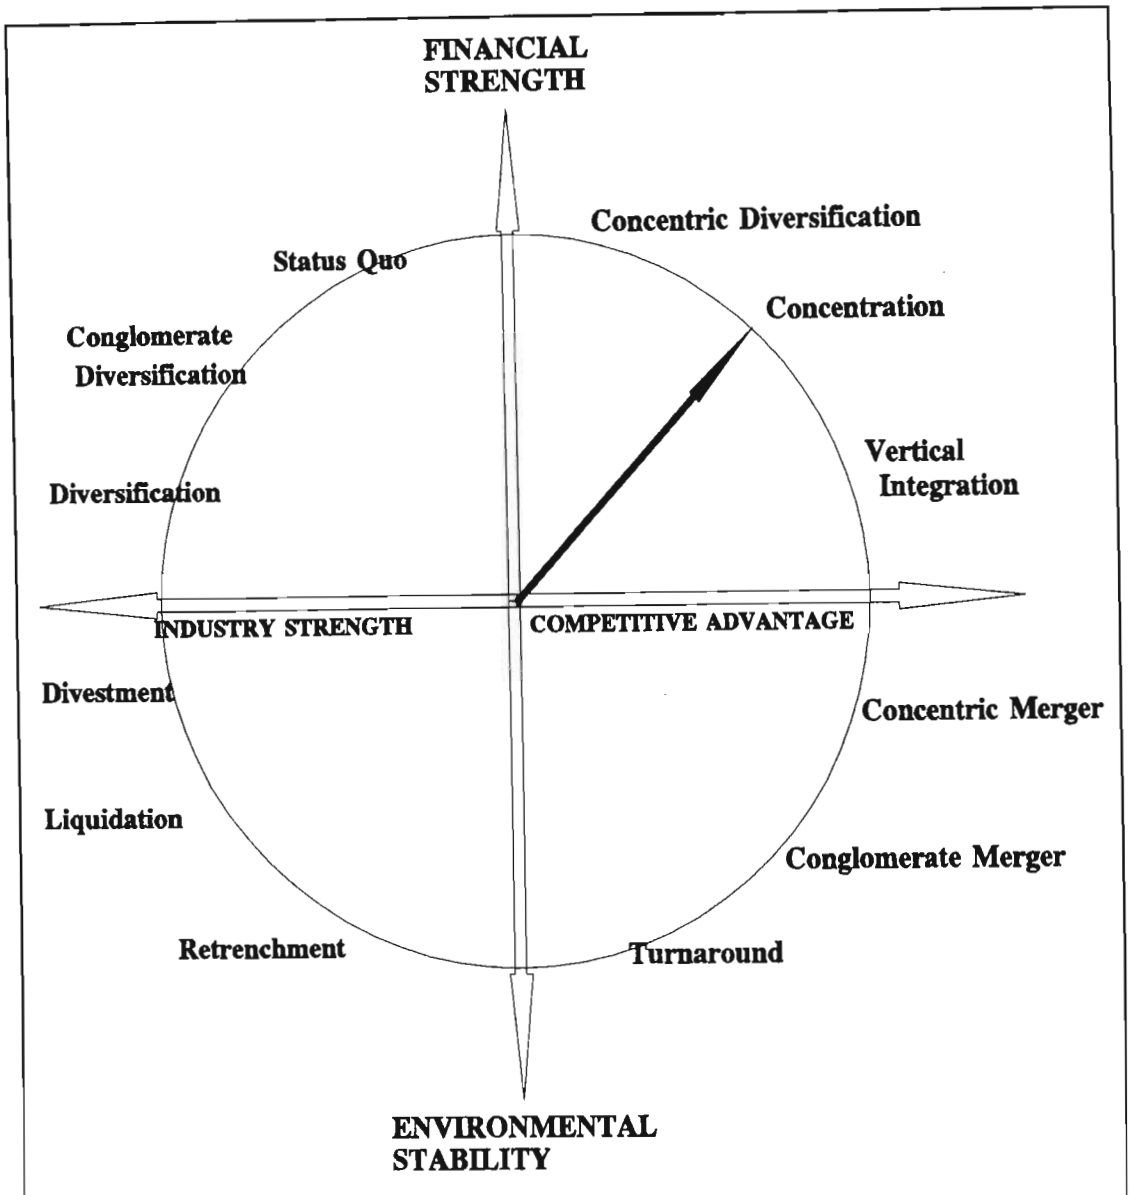 FINANCIAL
STRENGTH
Concentric Diversification
Status Quo
Concentration
Conglomerate
Diversification
Vertical
Integration
Diversification
INDUSTRY STRENGTH
COMPETITIVE ADVANTAGE
Divestment
Concentric Merger
Liquidation
Conglomerate Merger
Retrenchment
Turnaround
ENVIRONMENTAL
STABILITY